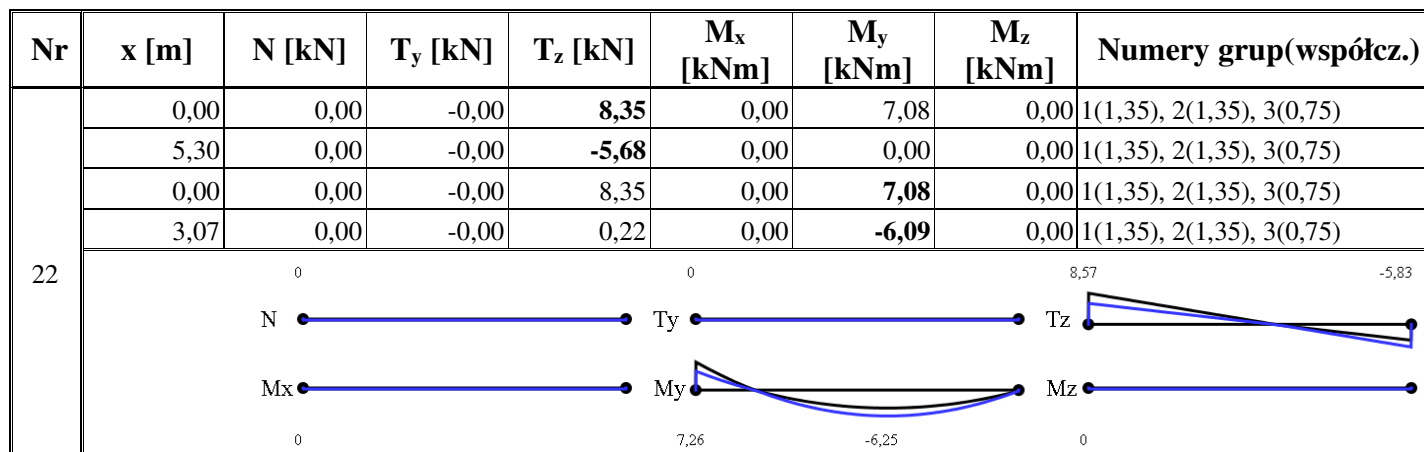 Nr x [m] N [kN] Ty [kN] Tz [kN] Mx [kNm] My [kNm] Mz [kNm] Numery grup(współcz.)
0,00 0,00 -0,00 8,35 0,00 7,08 0,00 1(1,35), 2(1,35), 3(0,75)
5,30 0,00 -0,00 -5,68 0,00 0,00 0,00 1(1,35), 2(1,35), 3(0,75)
0,00 0,00 -0,00 8,35 0,00 7,08 0,00 1(1,35), 2(1,35), 3(0,75)
3,07 0,00 -0,00 0,22 0,00 -6,09 0,00 1(1,35), 2(1,35), 3(0,75)
22
0 0 8,57 -5,83
N Ty Tz
Mx My Mz
0 7,26 -6,25 0